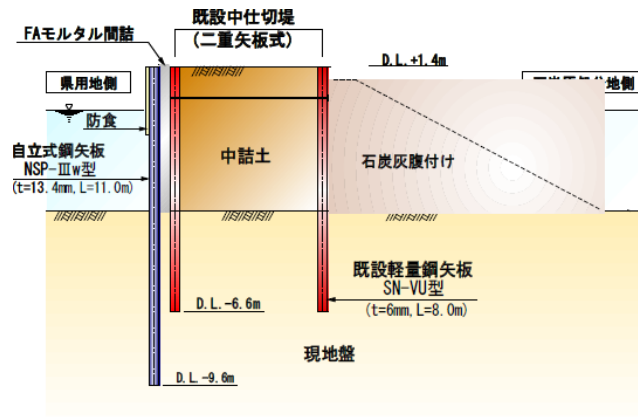 既設中仕切堤
(二重矢板式)
FAモルタル間詰
D.L.+1.4m
県用地側
防食
自立式鋼矢板
NSP-Ⅲw型
(t=13.4mm,L=11.0m)
中詰土
石炭灰腹付け
既設軽量鋼矢板
SN-VU型
(t=6mm,L=8.0m)
D.L.-6.6m
現地盤
D.L.-9.6m